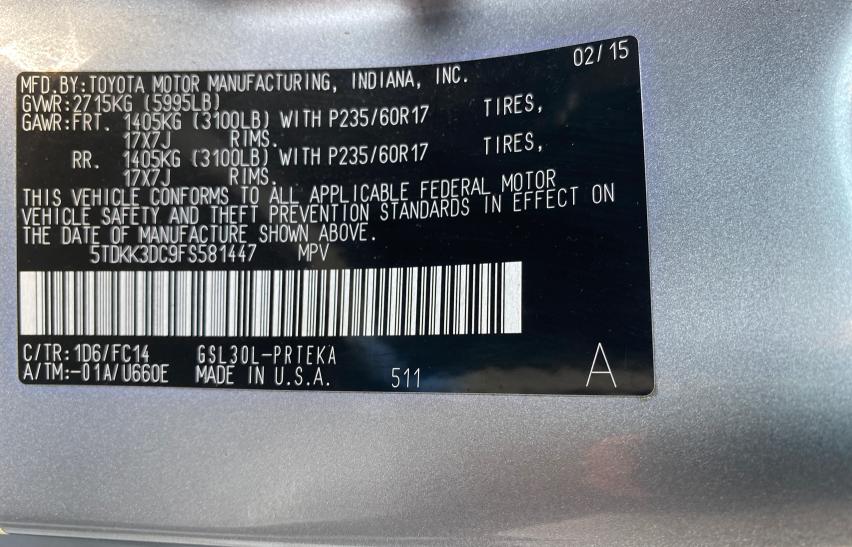 02/15
MFD.BY:TOYOTA MOTOR MANUFACTURING, INDIANA, INC.
GVWR:2715KG (5995LB)
GAWR:FRT. 1405KG (3100LB) WITH P235/60R17 TIRES,
17X7J RIMS.
RR. 1405KG (3100LB) WITH P235/60R17 TIRES,
17X7J RIMS.
THIS VEHICLE CONFORMS TO ALL APPLICABLE FEDERAL MOTOR
VEHICLE SAFETY AND THEFT PREVENTION STANDARDS IN EFFECT ON
THE DATE OF MANUFACTURE SHOWN ABOVE.
5TDKK3DC9FS581447 MPV
C/TR:1D6/FC14 GSL30L-PRTEKA
A/TM:-01A/U660E MADE IN U.S.A. 511 A